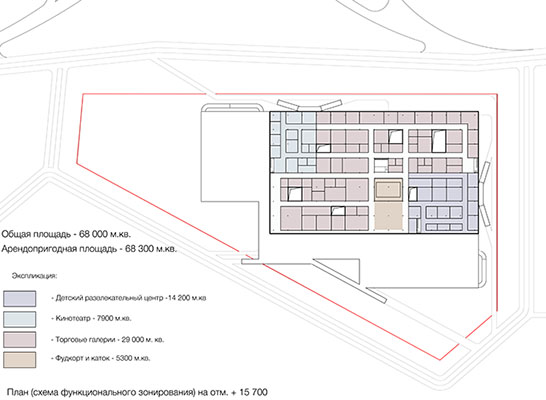 Общая площадь - 68 000 м.кв.
Арендопригодная площадь - 68 300 м.кв.
Экспликация:
- Детский развлекательный центр -14 200 м.кв
- Кинотеатр - 7900 м.кв.
- Торговые галереи - 29 000 м. кв.
- Фудкорт и каток - 5300 м. кв.
План (схема функционального зонирования) на отм. + 15 700